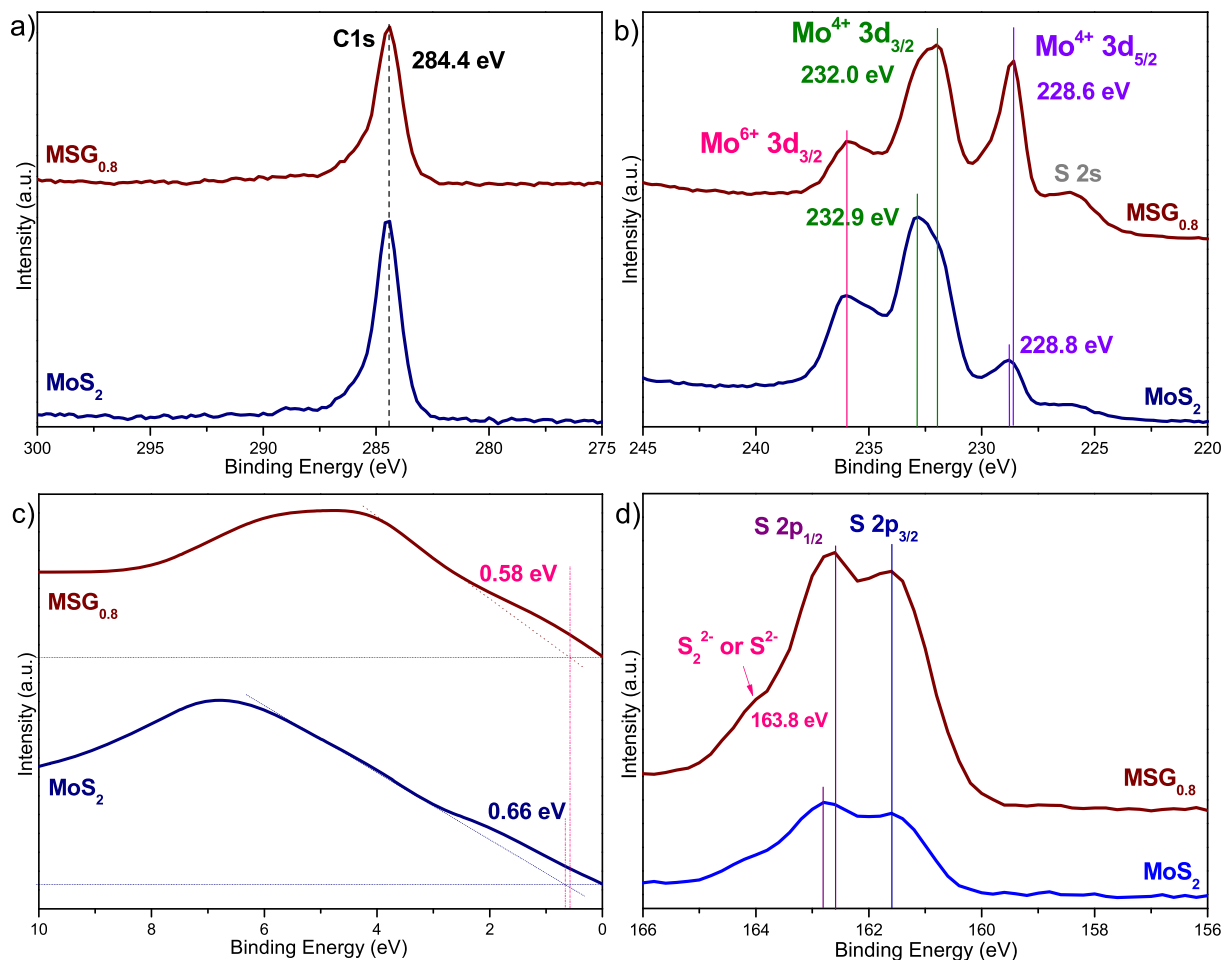 a)
C1s
284.4 eV
MSG0.8
MoS2
Intensity (a.u.)
300 295 290 285 280 275
Binding Energy (eV)
b)
Mo4+ 3d3/2
232.0 eV
Mo4+ 3d5/2
228.6 eV
Mo6+ 3d3/2
S 2s
232.9 eV
MSG0.8
228.8 eV
MoS2
Intensity (a.u.)
245 240 235 230 225 220
Binding Energy (eV)
c)
0.58 eV
MSG0.8
0.66 eV
MoS2
Intensity (a.u.)
10 8 6 4 2 0
Binding Energy (eV)
d)
S 2p1/2
S 2p3/2
S22- or S2-
163.8 eV
MSG0.8
MoS2
Intensity (a.u.)
166 164 162 160 158 156
Binding Energy (eV)